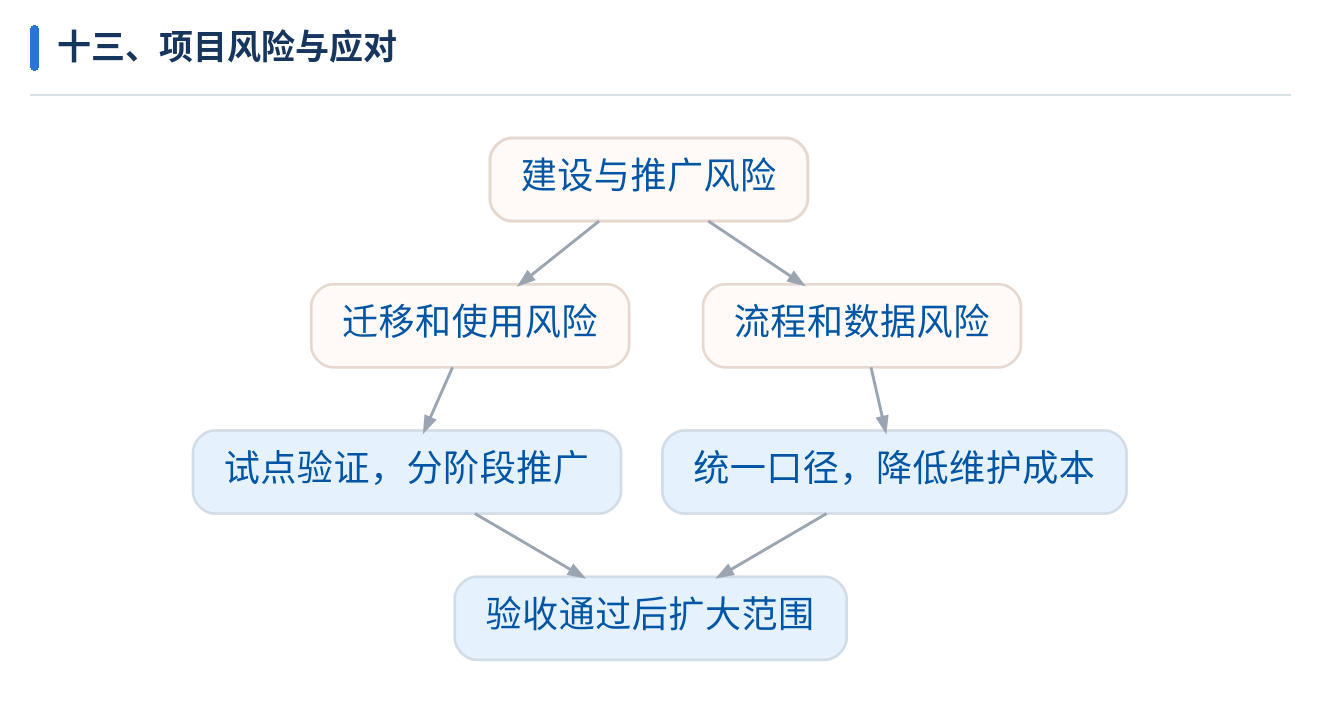 十三、项目风险与应对
建设与推广风险
迁移和使用风险
流程和数据风险
试点验证，分阶段推广
统一口径，降低维护成本
验收通过后扩大范围